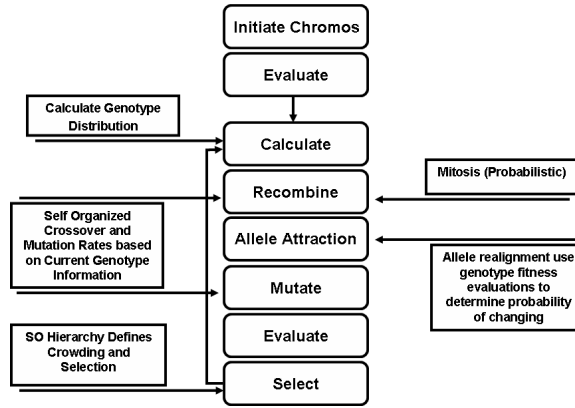 Initiate Chromos
Evaluate
Calculate Genotype
Distribution
Calculate
Mitosis (Probabilistic)
Recombine
Self Organized
Crossover and
Mutation Rates based
on Current Genotype
Information
Allele Attraction
Allele realignment use
genotype fitness
evaluations to
determine probability
of changing
Mutate
Evaluate
SO Hierarchy Defines
Crowding and
Selection
Select